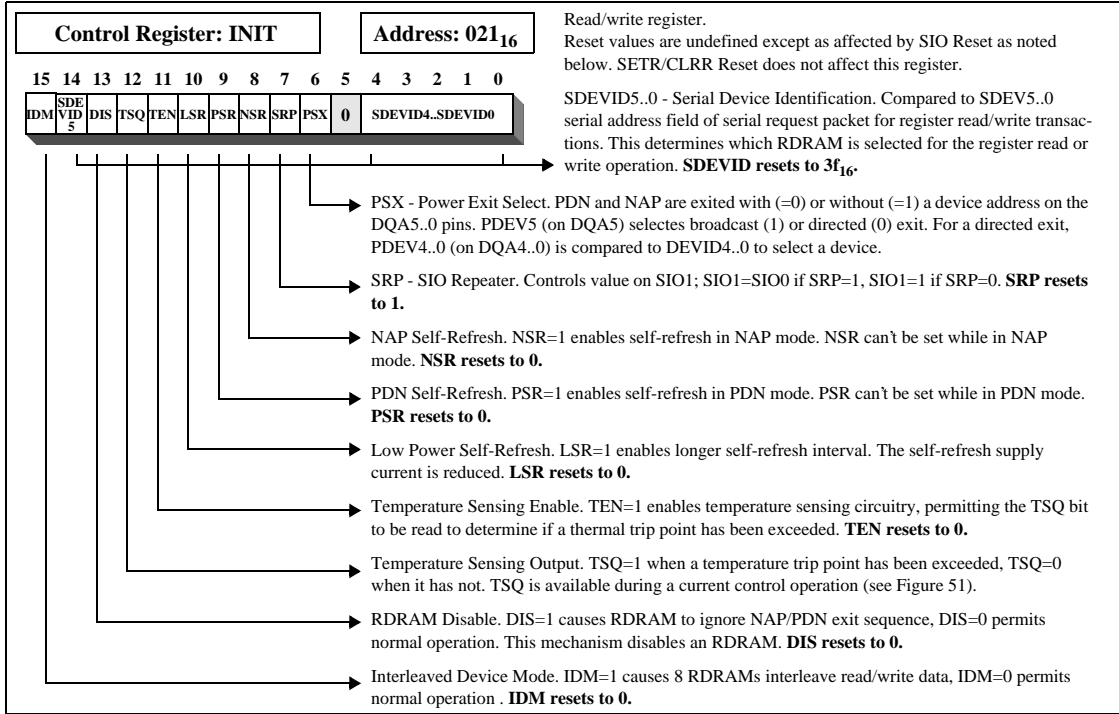 Control Register: INIT
Address: 021₁₆
Read/write register.
Reset values are undefined except as affected by SIO Reset as noted
below. SETR/CLRR Reset does not affect this register.
15 14 13 12 11 10 9 8 7 6 5 4 3 2 1 0
IDM SDE VID 5 DIS TSQ TEN LSR PSR NSR SRP PSX 0 SDEVID4..SDEVID0
SDEVID5..0 - Serial Device Identification. Compared to SDEV5..0
serial address field of serial request packet for register read/write transac-
tions. This determines which RDRAM is selected for the register read or
write operation. SDEVID resets to 3f₁₆.
PSX - Power Exit Select. PDN and NAP are exited with (=0) or without (=1) a device address on the
DQA5..0 pins. PDEV5 (on DQA5) selectes broadcast (1) or directed (0) exit. For a directed exit,
PDEV4..0 (on DQA4..0) is compared to DEVID4..0 to select a device.
SRP - SIO Repeater. Controls value on SIO1; SIO1=SIO0 if SRP=1, SIO1=1 if SRP=0. SRP resets
to 1.
NAP Self-Refresh. NSR=1 enables self-refresh in NAP mode. NSR can't be set while in NAP
mode. NSR resets to 0.
PDN Self-Refresh. PSR=1 enables self-refresh in PDN mode. PSR can't be set while in PDN mode.
PSR resets to 0.
Low Power Self-Refresh. LSR=1 enables longer self-refresh interval. The self-refresh supply
current is reduced. LSR resets to 0.
Temperature Sensing Enable. TEN=1 enables temperature sensing circuitry, permitting the TSQ bit
to be read to determine if a thermal trip point has been exceeded. TEN resets to 0.
Temperature Sensing Output. TSQ=1 when a temperature trip point has been exceeded, TSQ=0
when it has not. TSQ is available during a current control operation (see Figure 51).
RDRAM Disable. DIS=1 causes RDRAM to ignore NAP/PDN exit sequence, DIS=0 permits
normal operation. This mechanism disables an RDRAM. DIS resets to 0.
Interleaved Device Mode. IDM=1 causes 8 RDRAMs interleave read/write data, IDM=0 permits
normal operation . IDM resets to 0.